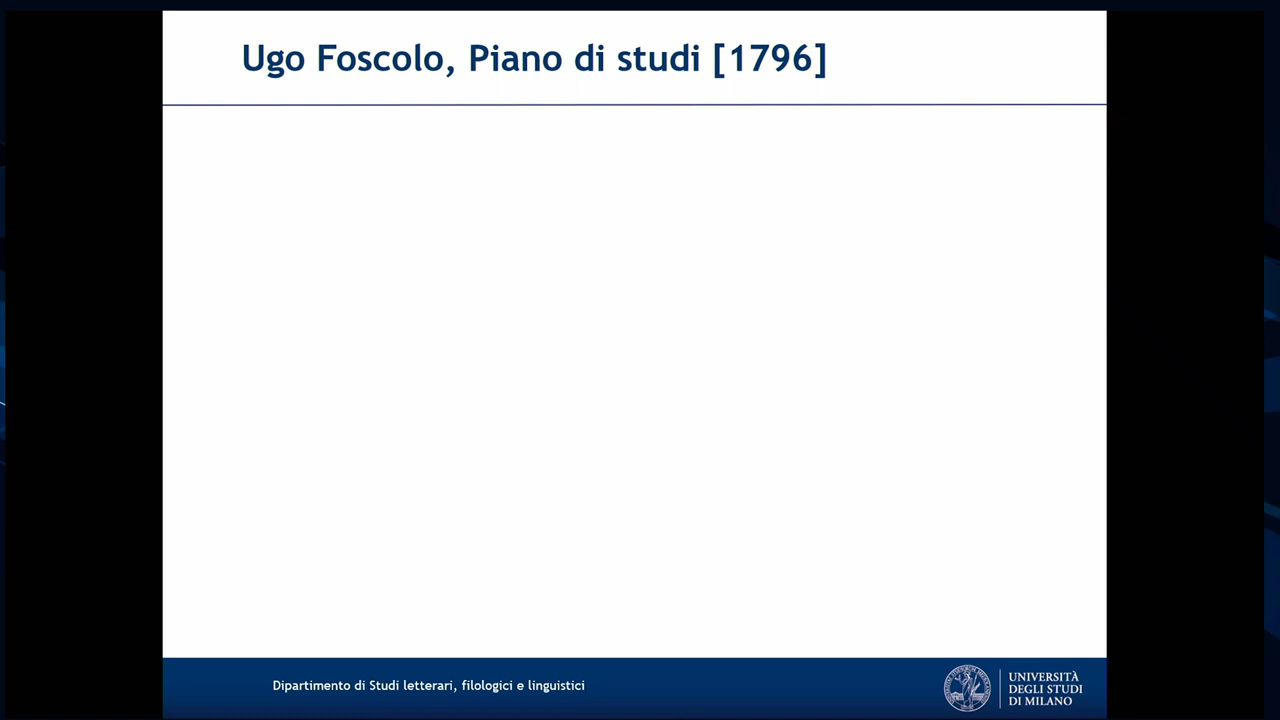 Ugo Foscolo, Piano di studi [1796]
Dipartimento di Studi letterari, filologici e linguistici
UNIVERSITÀ
DEGLI STUDI
DI MILANO